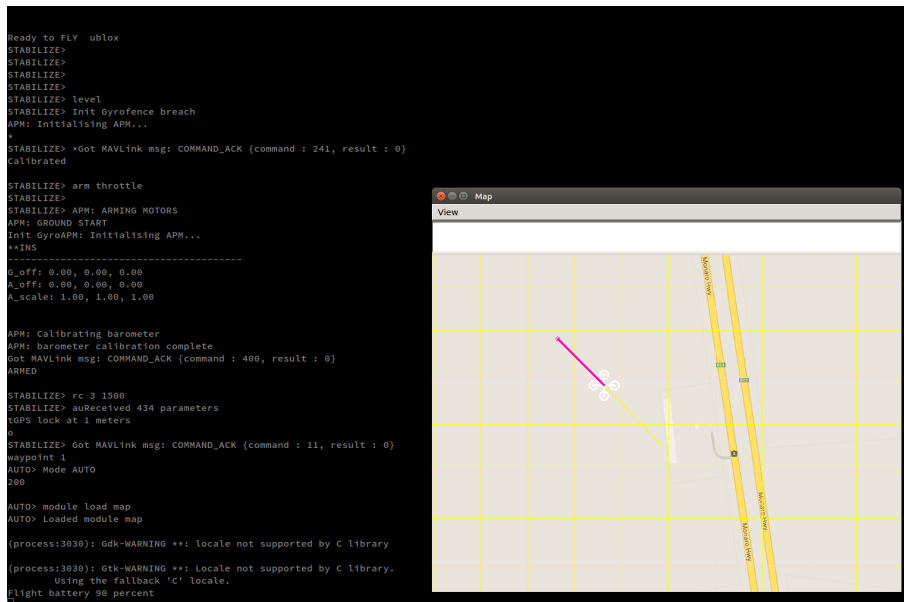 Ready to FLY  ublox
STABILIZE>
STABILIZE>
STABILIZE>
STABILIZE>
STABILIZE> level
STABILIZE> Init Gyrofence breach
APM: Initialising APM...
*
STABILIZE> *Got MAVLink msg: COMMAND_ACK {command : 241, result : 0}
Calibrated
STABILIZE> arm throttle
STABILIZE>
STABILIZE> APM: ARMING MOTORS
APM: GROUND START
Init GyroAPM: Initialising APM...
**INS
----------------------------------------
G_off: 0.00, 0.00, 0.00
A_off: 0.00, 0.00, 0.00
A_scale: 1.00, 1.00, 1.00
APM: Calibrating barometer
APM: barometer calibration complete
Got MAVLink msg: COMMAND_ACK {command : 400, result : 0}
ARMED
STABILIZE> rc 3 1500
STABILIZE> auReceived 434 parameters
tGPS lock at 1 meters
o
STABILIZE> Got MAVLink msg: COMMAND_ACK {command : 11, result : 0}
waypoint 1
AUTO> Mode AUTO
200
AUTO> module load map
AUTO> Loaded module map
(process:3030): Gdk-WARNING **: locale not supported by C library
(process:3030): Gtk-WARNING **: Locale not supported by C library.
        Using the fallback 'C' locale.
Flight battery 90 percent
Map
View
Monaro Hwy
Monaro Hwy
Monaro Hwy